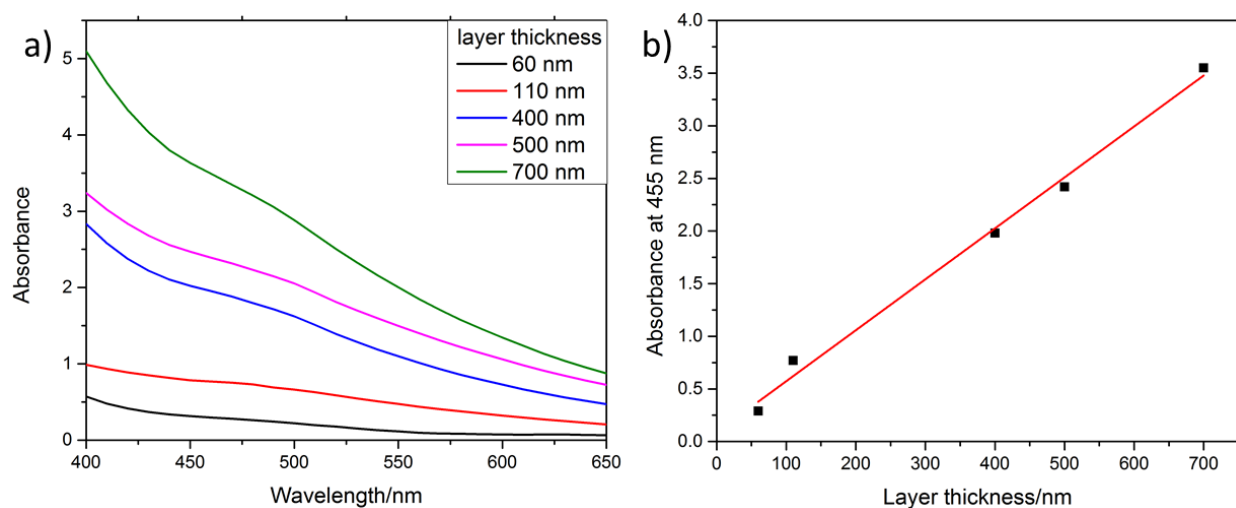 a)
layer thickness
60 nm
110 nm
400 nm
500 nm
700 nm
5
4
3
2
1
0
400
450
500
550
600
650
Absorbance
Wavelength/nm
b)
4.0
3.5
3.0
2.5
2.0
1.5
1.0
0.5
0.0
0
100
200
300
400
500
600
700
Absorbance at 455 nm
Layer thickness/nm